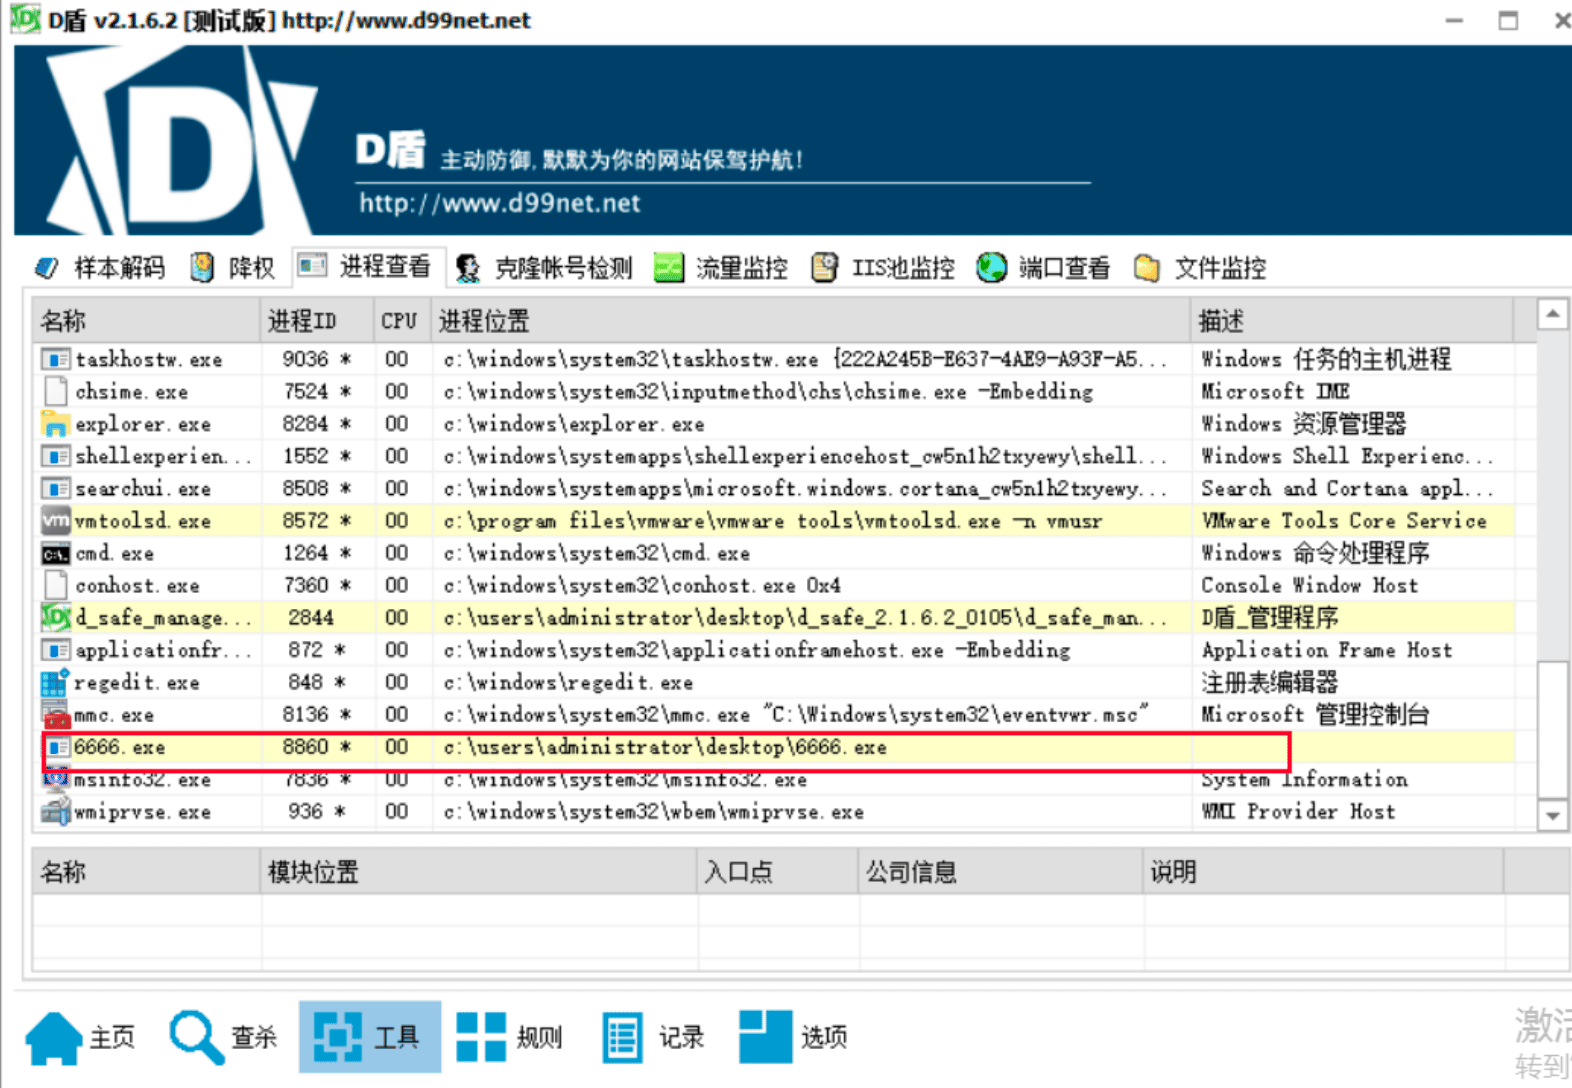 D盾 v2.1.6.2 [测试版] http://www.d99net.net
D
D盾 主动防御,默默为你的网站保驾护航!
http://www.d99net.net
样本解码 降权 进程查看 克隆帐号检测 流量监控 IIS池监控 端口查看 文件监控
名称 进程ID CPU 进程位置 描述
taskhostw.exe 9036 * 00 c:\windows\system32\taskhostw.exe {222A245B-E637-4AE9-A93F-A5... Windows 任务的主机进程
chsime.exe 7524 * 00 c:\windows\system32\inputmethod\chs\chsime.exe -Embedding Microsoft IME
explorer.exe 8284 * 00 c:\windows\explorer.exe Windows 资源管理器
shellexperien... 1552 * 00 c:\windows\systemapps\shellexperiencehost_cw5n1h2txyewy\shell... Windows Shell Experienc...
searchui.exe 8508 * 00 c:\windows\systemapps\microsoft.windows.cortana_cw5n1h2txyewy... Search and Cortana appl...
vm vmtoolsd.exe 8572 * 00 c:\program files\vmware\vmware tools\vmtoolsd.exe -n vmusr VMware Tools Core Service
C:\. cmd.exe 1264 * 00 c:\windows\system32\cmd.exe Windows 命令处理程序
conhost.exe 7360 * 00 c:\windows\system32\conhost.exe 0x4 Console Window Host
d_safe_manage... 2844 00 c:\users\administrator\desktop\d_safe_2.1.6.2_0105\d_safe_man... D盾_管理程序
applicationfr... 872 * 00 c:\windows\system32\applicationframehost.exe -Embedding Application Frame Host
regedit.exe 848 * 00 c:\windows\regedit.exe 注册表编辑器
mmc.exe 8136 * 00 c:\windows\system32\mmc.exe "C:\Windows\system32\eventvwr.msc" Microsoft 管理控制台
6666.exe 8860 * 00 c:\users\administrator\desktop\6666.exe
msinfo32.exe 7836 * 00 c:\windows\system32\msinfo32.exe System Information
wmiprvse.exe 936 * 00 c:\windows\system32\wbem\wmiprvse.exe WMI Provider Host
名称 模块位置 入口点 公司信息 说明
主页 查杀 工具 规则 记录 选项
激活
转到